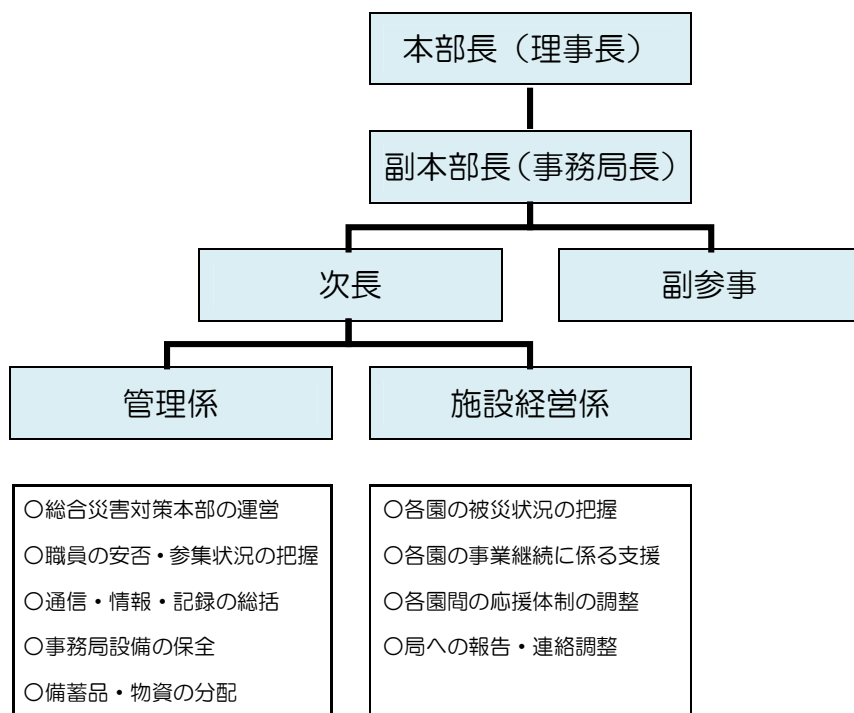 本部長（理事長）
副本部長（事務局長）
次長
副参事
管理係
施設経営係
○総合災害対策本部の運営
○職員の安否・参集状況の把握
○通信・情報・記録の総括
○事務局設備の保全
○備蓄品・物資の分配
○各園の被災状況の把握
○各園の事業継続に係る支援
○各園間の応援体制の調整
○局への報告・連絡調整